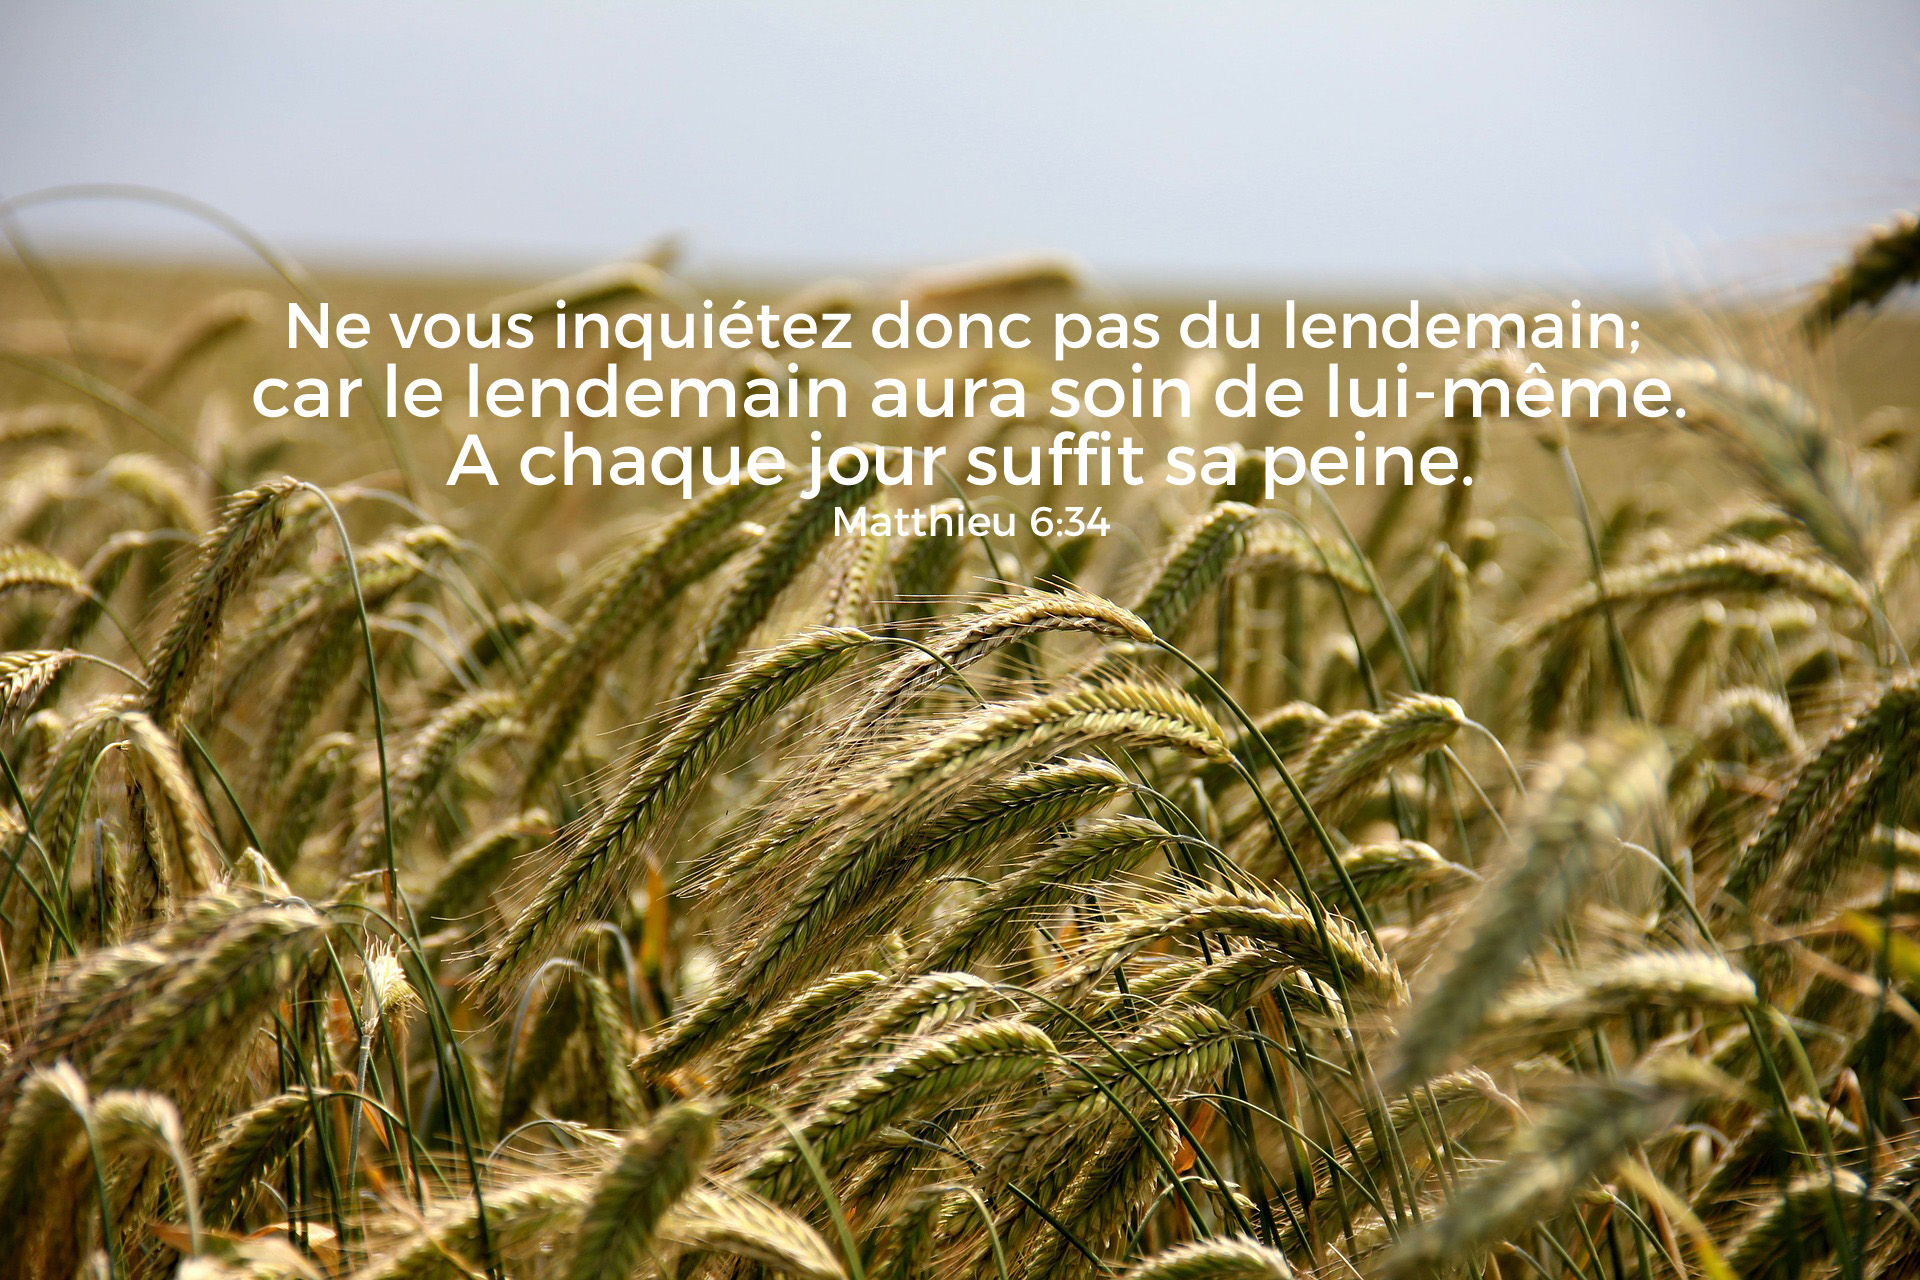 Ne vous inquiétez donc pas du lendemain;
car le lendemain aura soin de lui-même.
A chaque jour suffit sa peine.
Matthieu 6:34